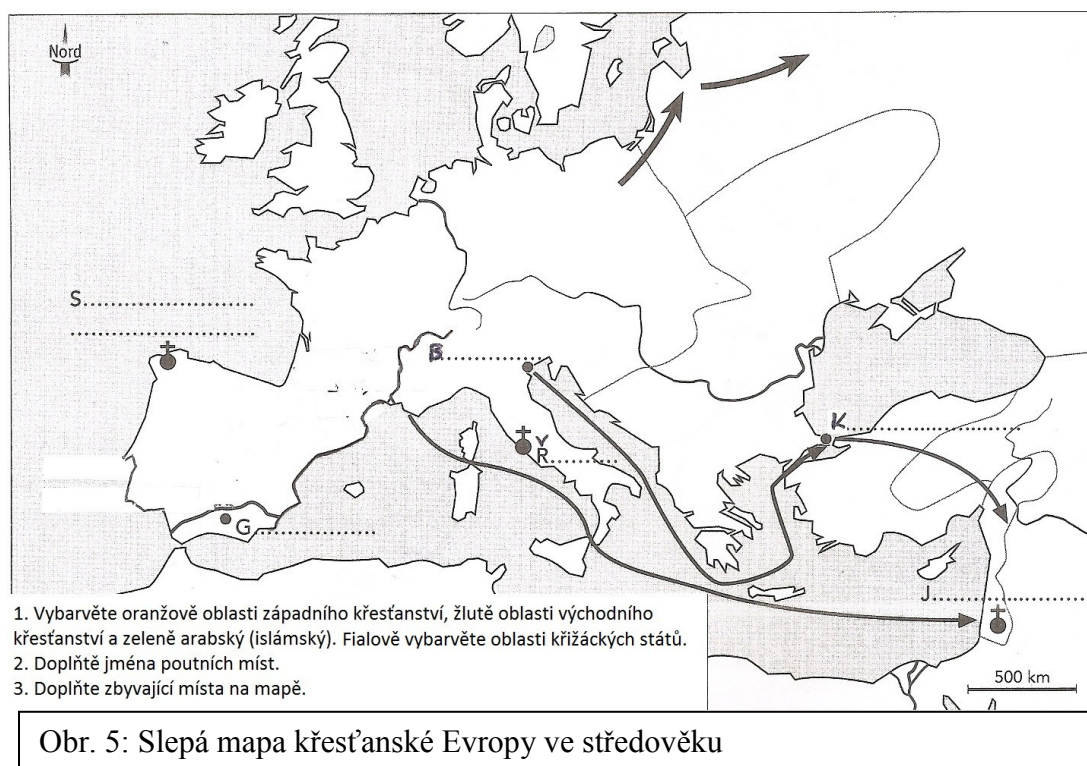 Nord
S..............................
..............................
B....................
K..............................
Ř.............
G....................
J.........................
500 km
1. Vybarvěte oranžově oblasti západního křesťanství, žlutě oblasti východního
křesťanství a zeleně arabský (islámský). Fialově vybarvěte oblasti křižáckých států.
2. Doplňtě jména poutních míst.
3. Doplňte zbyvající místa na mapě.
Obr. 5: Slepá mapa křesťanské Evropy ve středověku